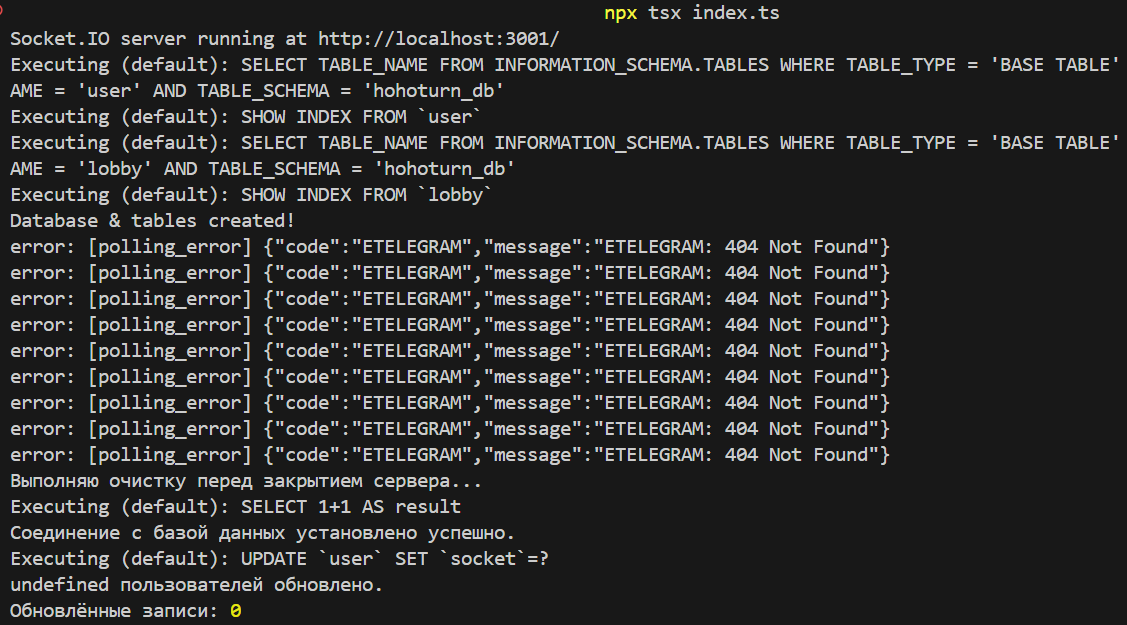 npx tsx index.ts
Socket.IO server running at http://localhost:3001/
Executing (default): SELECT TABLE_NAME FROM INFORMATION_SCHEMA.TABLES WHERE TABLE_TYPE = 'BASE TABLE'
AME = 'user' AND TABLE_SCHEMA = 'hohoturn_db'
Executing (default): SHOW INDEX FROM `user`
Executing (default): SELECT TABLE_NAME FROM INFORMATION_SCHEMA.TABLES WHERE TABLE_TYPE = 'BASE TABLE'
AME = 'lobby' AND TABLE_SCHEMA = 'hohoturn_db'
Executing (default): SHOW INDEX FROM `lobby`
Database & tables created!
error: [polling_error] {"code":"ETELEGRAM","message":"ETELEGRAM: 404 Not Found"}
error: [polling_error] {"code":"ETELEGRAM","message":"ETELEGRAM: 404 Not Found"}
error: [polling_error] {"code":"ETELEGRAM","message":"ETELEGRAM: 404 Not Found"}
error: [polling_error] {"code":"ETELEGRAM","message":"ETELEGRAM: 404 Not Found"}
error: [polling_error] {"code":"ETELEGRAM","message":"ETELEGRAM: 404 Not Found"}
error: [polling_error] {"code":"ETELEGRAM","message":"ETELEGRAM: 404 Not Found"}
error: [polling_error] {"code":"ETELEGRAM","message":"ETELEGRAM: 404 Not Found"}
error: [polling_error] {"code":"ETELEGRAM","message":"ETELEGRAM: 404 Not Found"}
error: [polling_error] {"code":"ETELEGRAM","message":"ETELEGRAM: 404 Not Found"}
Выполняю очистку перед закрытием сервера...
Executing (default): SELECT 1+1 AS result
Соединение с базой данных установлено успешно.
Executing (default): UPDATE `user` SET `socket`=?
undefined пользователей обновлено.
Обновлённые записи: 0